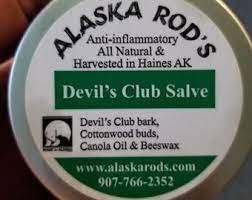 ALASKA ROD'S
Anti-inflammatory
All Natural &
Harvested in Haines AK
Devil's Club Salve
Devil's Club bark,
Cottonwood buds,
Canola Oil & Beeswax
www.alaskarods.com
907-766-2352